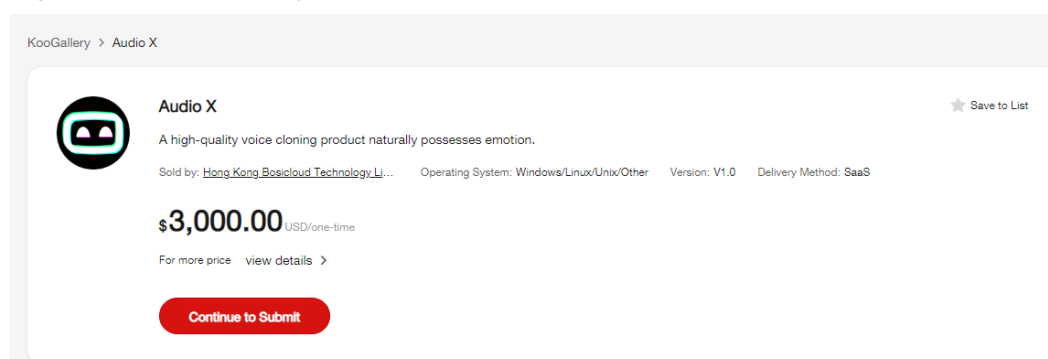 KooGallery > Audio X
Audio X
Save to List
A high-quality voice cloning product naturally possesses emotion.
Sold by: Hong Kong Bosicloud Technology Li... Operating System: Windows/Linux/Unix/Other Version: V1.0 Delivery Method: SaaS
$3,000.00 USD/one-time
For more price view details >
Continue to Submit